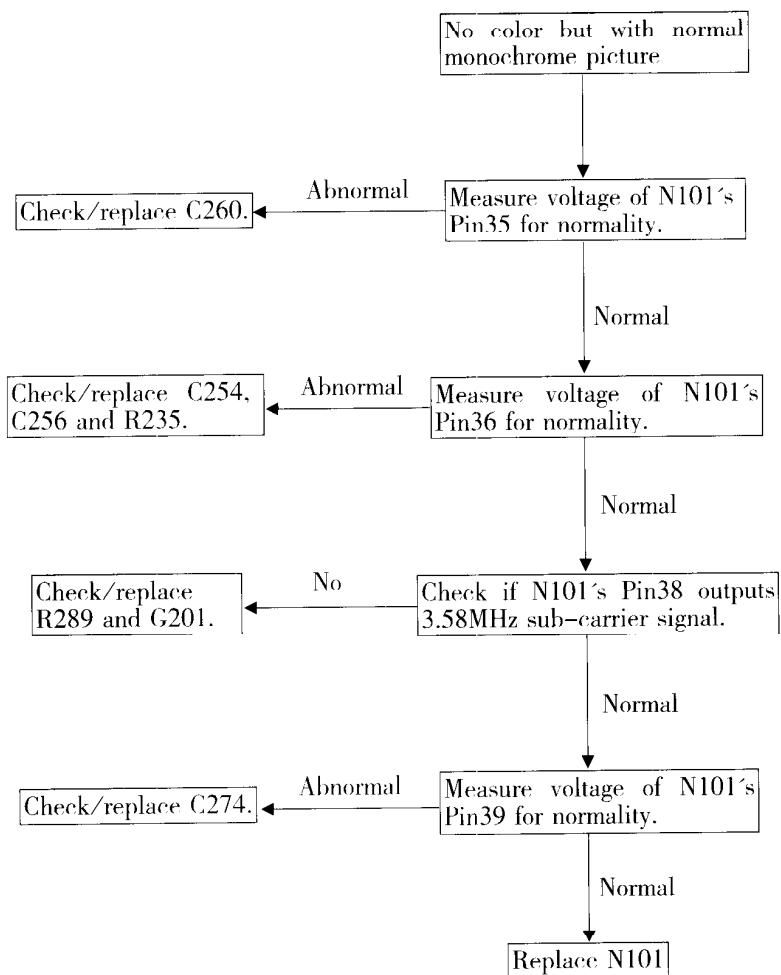 No color but with normal
monochrome picture
Abnormal
Measure voltage of N101's
Pin35 for normality.
Check/replace C260.
Normal
Check/replace C254,
C256 and R235.
Abnormal
Measure voltage of N101's
Pin36 for normality.
Normal
Check/replace
R289 and G201.
No
Check if N101's Pin38 outputs
3.58MHz sub-carrier signal.
Normal
Check/replace C274.
Abnormal
Measure voltage of N101's
Pin39 for normality.
Normal
Replace N101